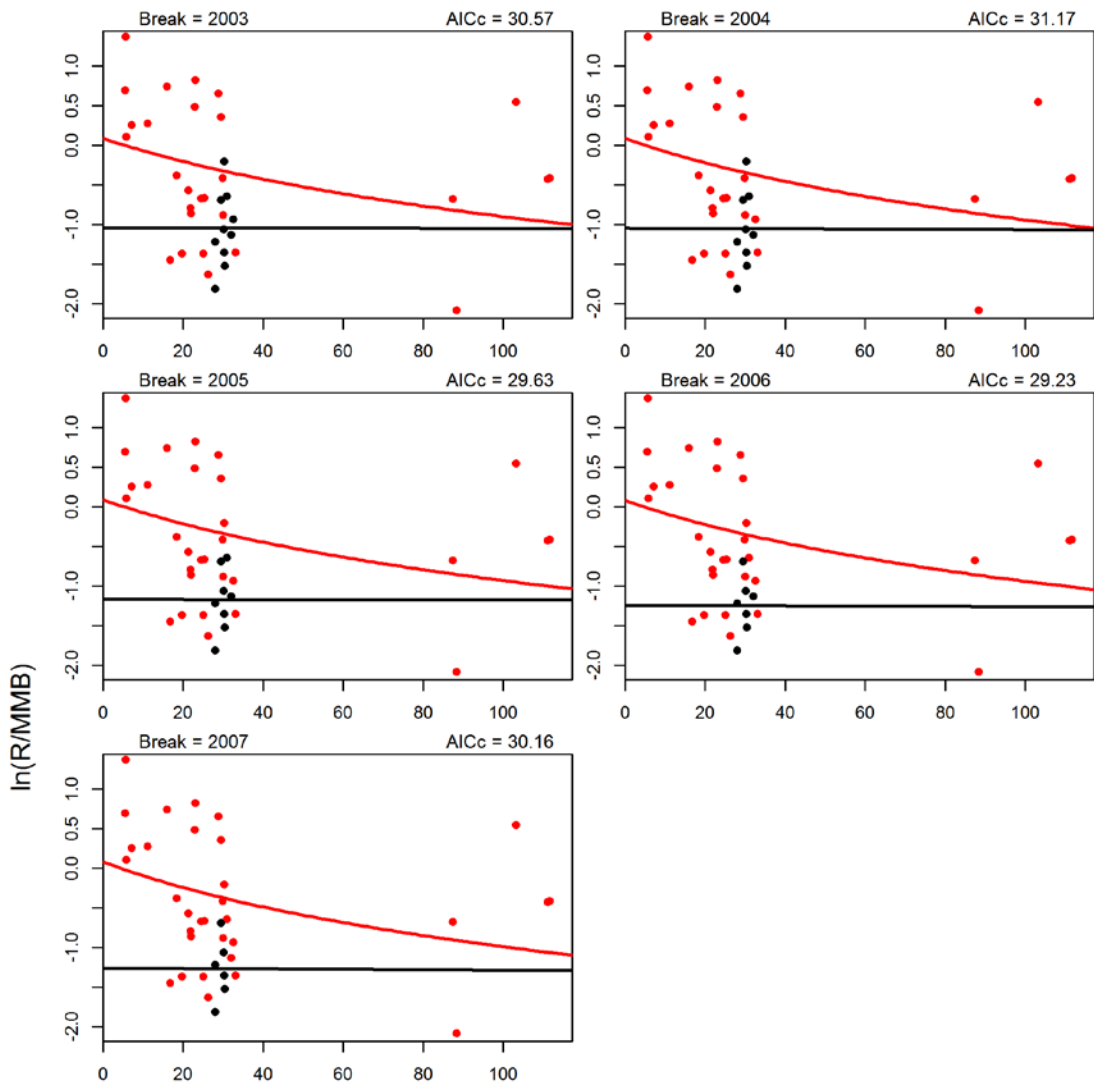 Break = 2003 AICc = 30.57
1.0
0.5
0.0
-1.0
-2.0
0 20 40 60 80 100
Break = 2004 AICc = 31.17
1.0
0.5
0.0
-1.0
-2.0
0 20 40 60 80 100
Break = 2005 AICc = 29.63
1.0
0.5
0.0
-1.0
-2.0
0 20 40 60 80 100
Break = 2006 AICc = 29.23
1.0
0.5
0.0
-1.0
-2.0
0 20 40 60 80 100
Break = 2007 AICc = 30.16
1.0
0.5
0.0
-1.0
-2.0
0 20 40 60 80 100
ln(R/MMB)